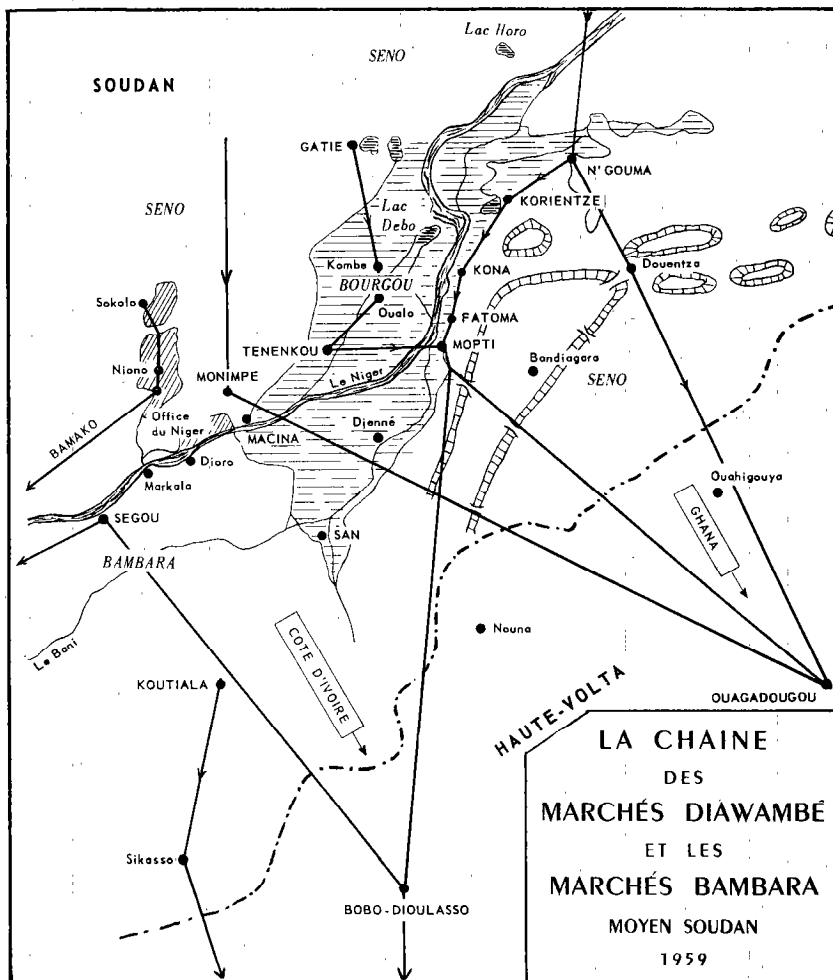 Lac Horo
SENO
SOUDAN
GATIE
N'GOUMA
SENO
KORIENTZE
Lac
Debo
Kombe
KONA
Douentza
BOURGOU
Sokolo
Oualo
FATOMA
TENENKOU
MOPTI
Niono
MONIMPE
Le Niger
Bandiagara
SENO
BAMAKO
Office
du Niger
MACINA
Djenné
Djoro
Markala
Ouahigouya
SEGOU
GHANA
SAN
BAMBARA
Nouna
Le Bani
COTE D'IVOIRE
KOUTIALA
OUAGADOUGOU
HAUTE-VOLTA
Sikasso
BOBO-DIOULASSO
LA CHAINE
DES
MARCHÉS DIAWAMBÉ
ET LES
MARCHÉS BAMBARA
MOYEN SOUDAN
1959